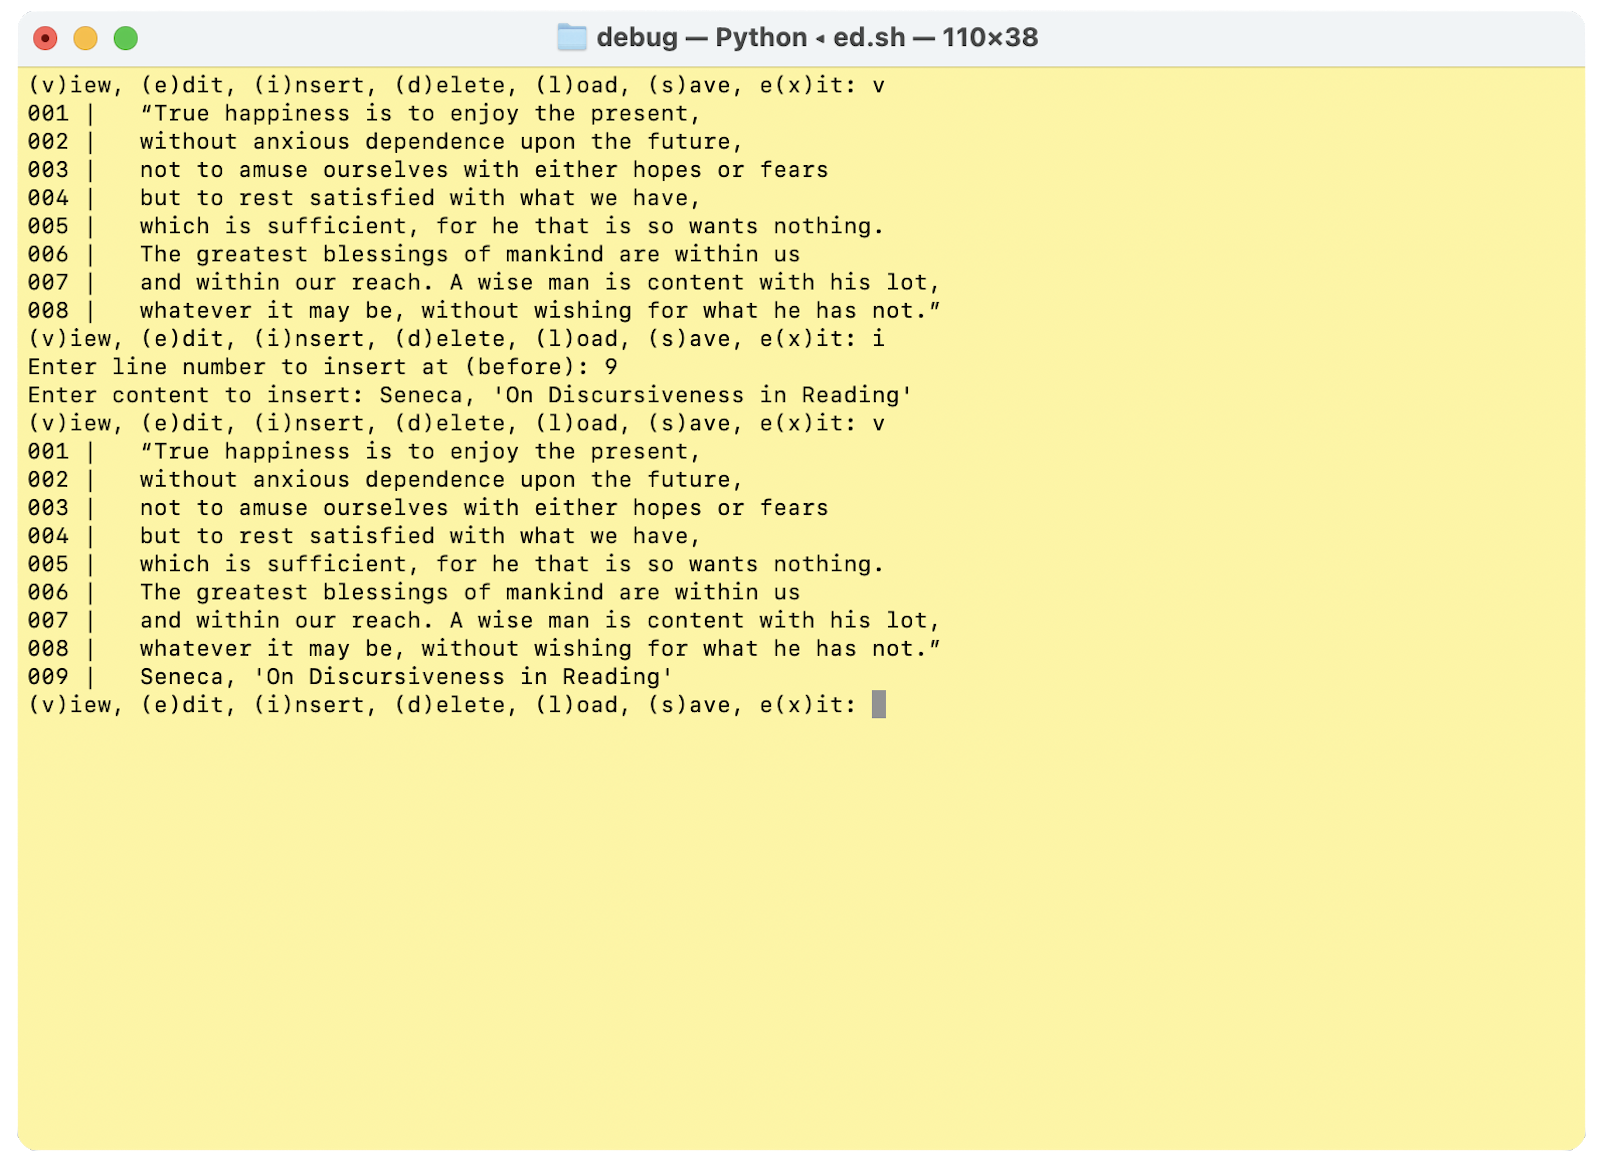 debug — Python ◂ ed.sh — 110×38
(v)iew, (e)dit, (i)nsert, (d)elete, (l)oad, (s)ave, e(x)it: v
001 |   “True happiness is to enjoy the present,
002 |   without anxious dependence upon the future,
003 |   not to amuse ourselves with either hopes or fears
004 |   but to rest satisfied with what we have,
005 |   which is sufficient, for he that is so wants nothing.
006 |   The greatest blessings of mankind are within us
007 |   and within our reach. A wise man is content with his lot,
008 |   whatever it may be, without wishing for what he has not.”
(v)iew, (e)dit, (i)nsert, (d)elete, (l)oad, (s)ave, e(x)it: i
Enter line number to insert at (before): 9
Enter content to insert: Seneca, 'On Discursiveness in Reading'
(v)iew, (e)dit, (i)nsert, (d)elete, (l)oad, (s)ave, e(x)it: v
001 |   “True happiness is to enjoy the present,
002 |   without anxious dependence upon the future,
003 |   not to amuse ourselves with either hopes or fears
004 |   but to rest satisfied with what we have,
005 |   which is sufficient, for he that is so wants nothing.
006 |   The greatest blessings of mankind are within us
007 |   and within our reach. A wise man is content with his lot,
008 |   whatever it may be, without wishing for what he has not.”
009 |   Seneca, 'On Discursiveness in Reading'
(v)iew, (e)dit, (i)nsert, (d)elete, (l)oad, (s)ave, e(x)it: